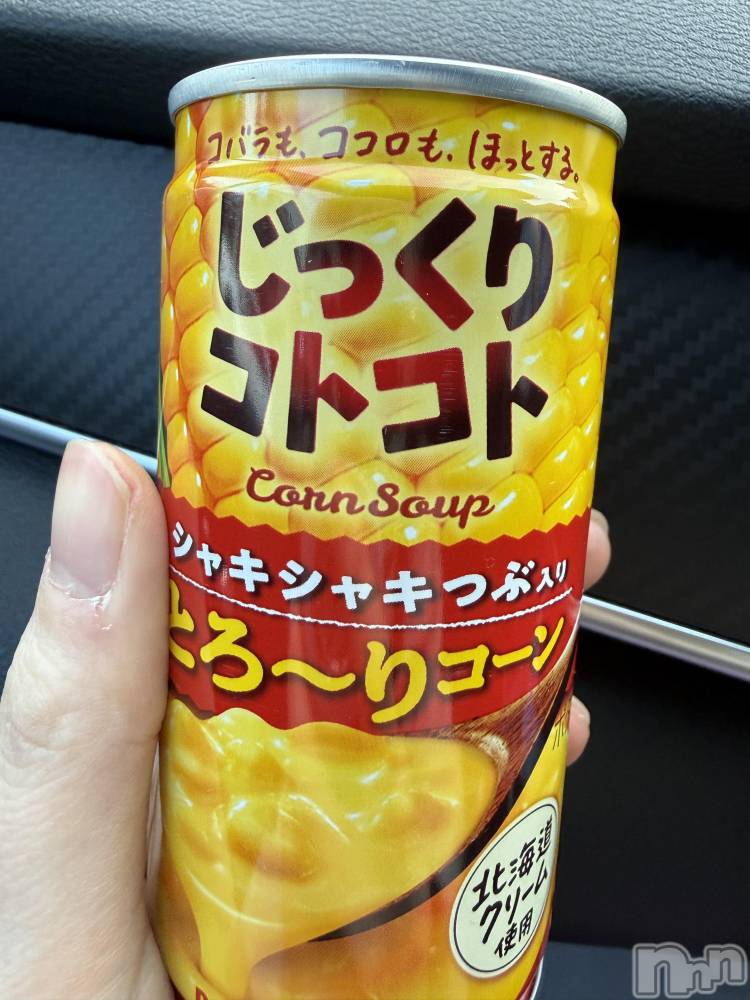 コバラも、ココロも、ほっとする。
じっくり
コトコト
Corn Soup
シャキシャキつぶ入り
とろ〜りコーン
北海道
クリーム
使用
nnn